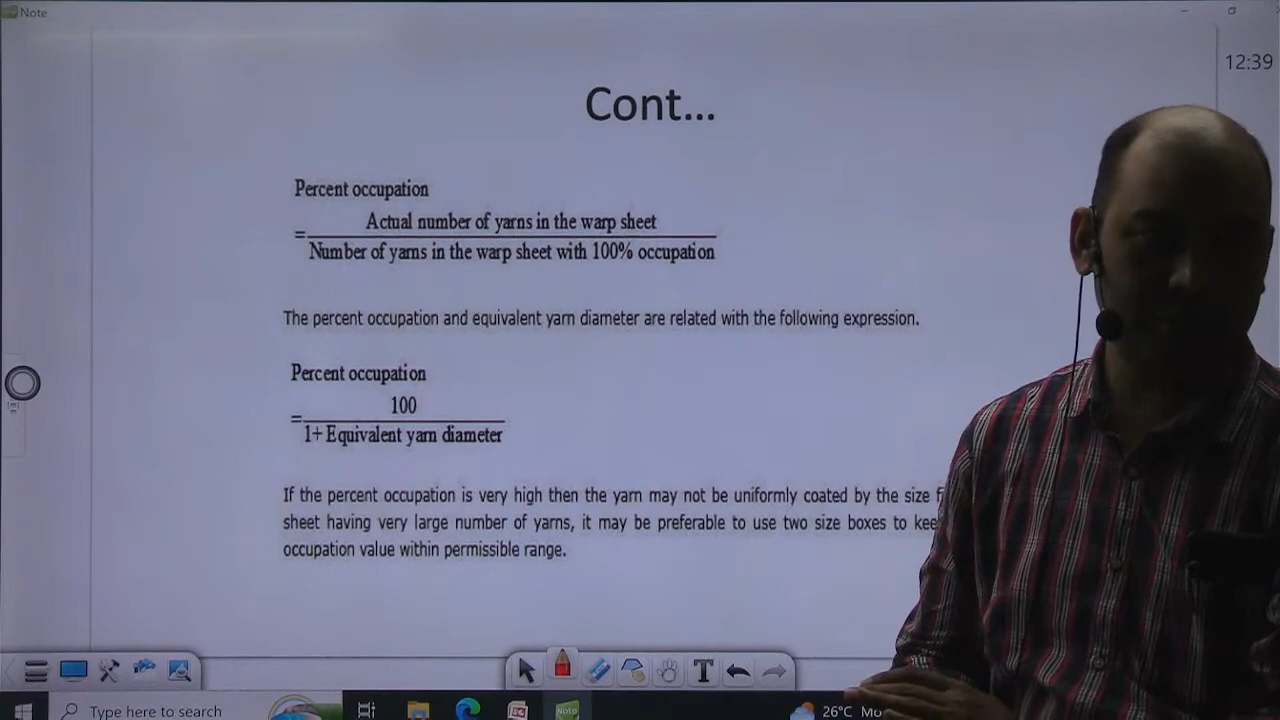 Note
12:39
Cont...
Percent occupation
= Actual number of yarns in the warp sheet
Number of yarns in the warp sheet with 100% occupation
The percent occupation and equivalent yarn diameter are related with the following expression.
Percent occupation
= 100
1+ Equivalent yarn diameter
If the percent occupation is very high then the yarn may not be uniformly coated by the size
sheet having very large number of yarns, it may be preferable to use two size boxes to
occupation value within permissible range.
T
Type here to search
Note
26°C